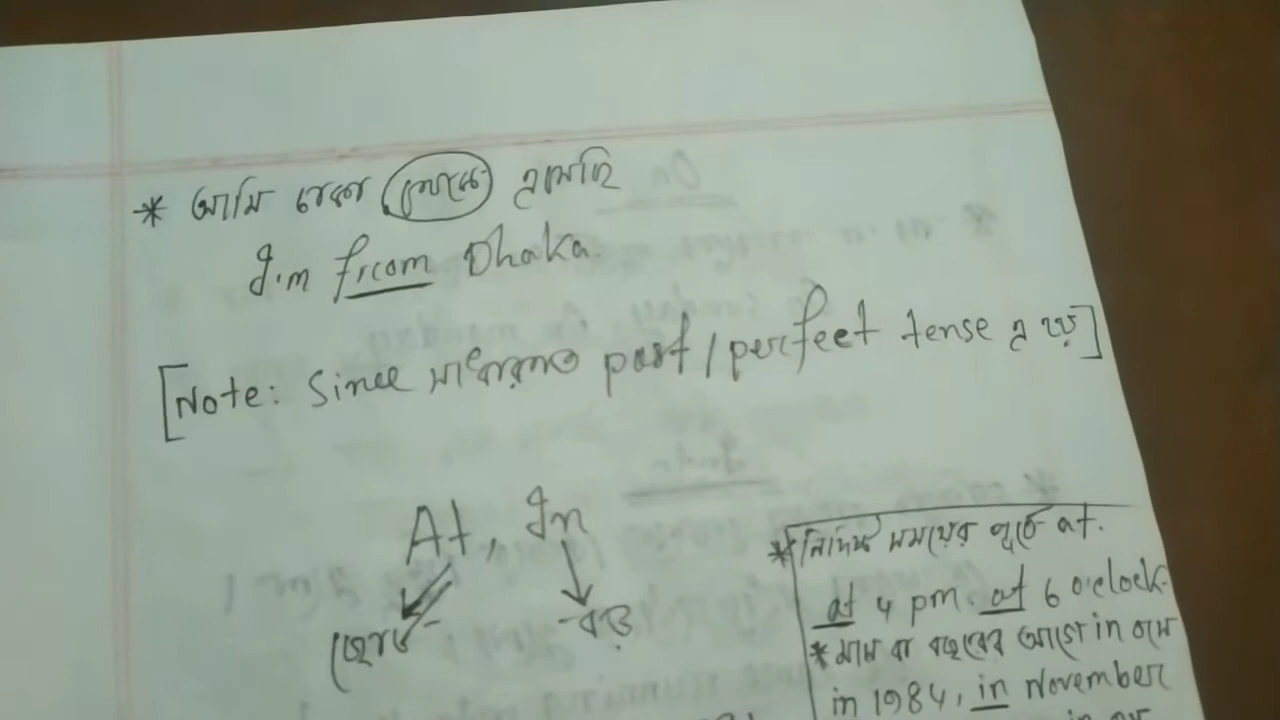 * আমি ঢাকা থেকে এসেছি
I'm from Dhaka.
[Note: Since সাধারনত past/perfect tense এ হয়]
At, In
ছোট বড়
* নির্দিষ্ট সময়ের পূর্বে at.
at 4 pm. at 6 o'clock.
* মাস বা বছরের আগে in বসে
in 1984, in November